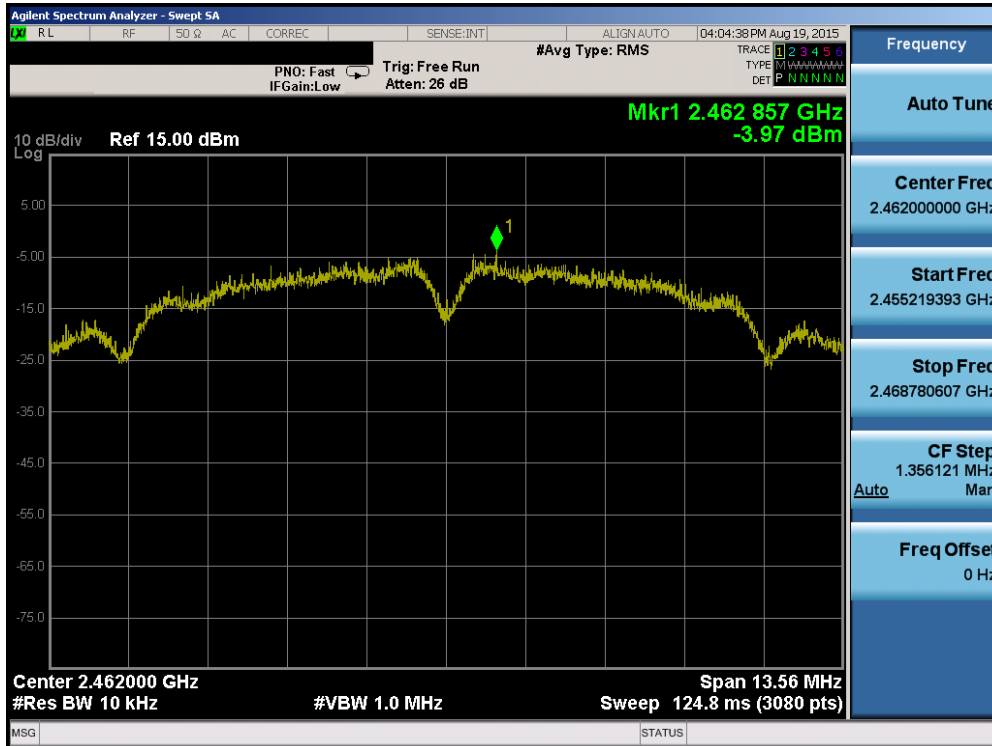 Agilent Spectrum Analyzer - Swept SA
LXI RL RF 50 Ω AC CORREC SENSE:INT ALIGN AUTO 04:04:38 PM Aug 19, 2015
#Avg Type: RMS TRACE 1 2 3 4 5 6
PNO: Fast Trig: Free Run TYPE M
IFGain:Low Atten: 26 dB DET P N N N N N
Mkr1 2.462 857 GHz
-3.97 dBm
10 dB/div Ref 15.00 dBm
Log
1
5.00
-5.00
-15.0
-25.0
-35.0
-45.0
-55.0
-65.0
-75.0
Center 2.462000 GHz Span 13.56 MHz
#Res BW 10 kHz #VBW 1.0 MHz Sweep 124.8 ms (3080 pts)
MSG STATUS
Frequency
Auto Tune
Center Freq
2.462000000 GHz
Start Freq
2.455219393 GHz
Stop Freq
2.468780607 GHz
CF Step
1.356121 MHz
Auto Man
Freq Offset
0 Hz